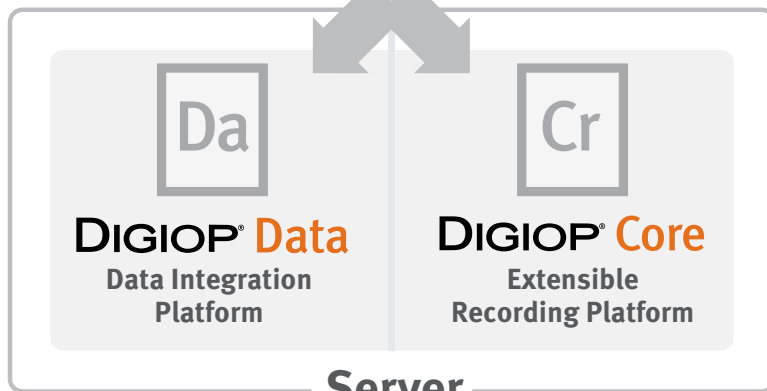 Da
DIGIOP® Data
Data Integration
Platform
Cr
DIGIOP® Core
Extensible
Recording Platform
Server